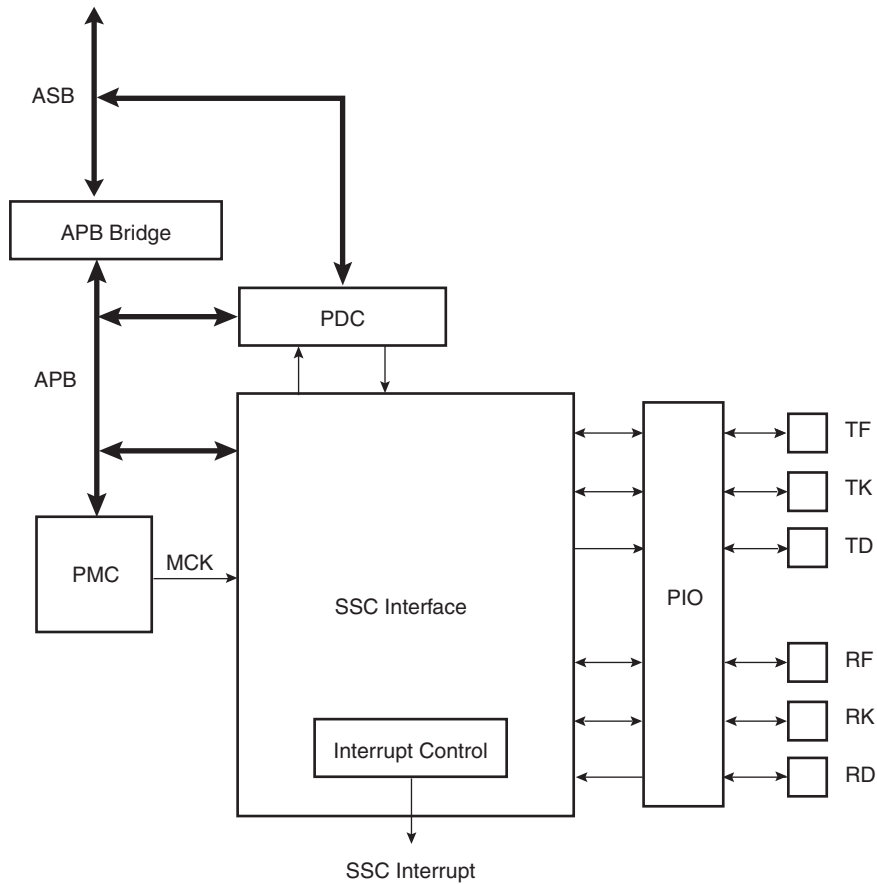 ASB
APB Bridge
PDC
APB
TF
TK
TD
PMC
MCK
SSC Interface
PIO
RF
RK
RD
Interrupt Control
SSC Interrupt